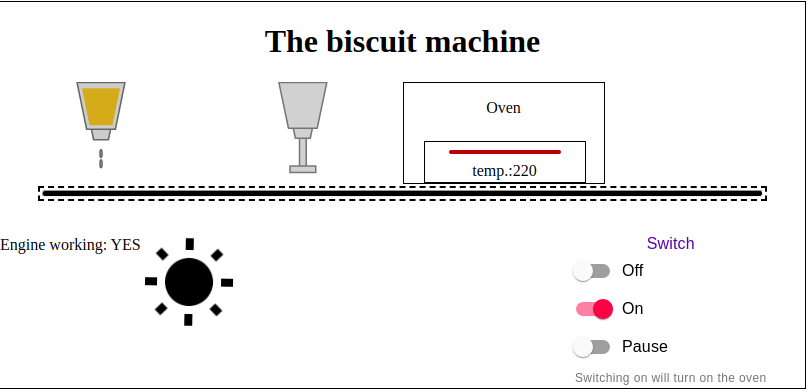 The biscuit machine
Oven
temp.:220
Engine working: YES
Switch
Off
On
Pause
Switching on will turn on the oven